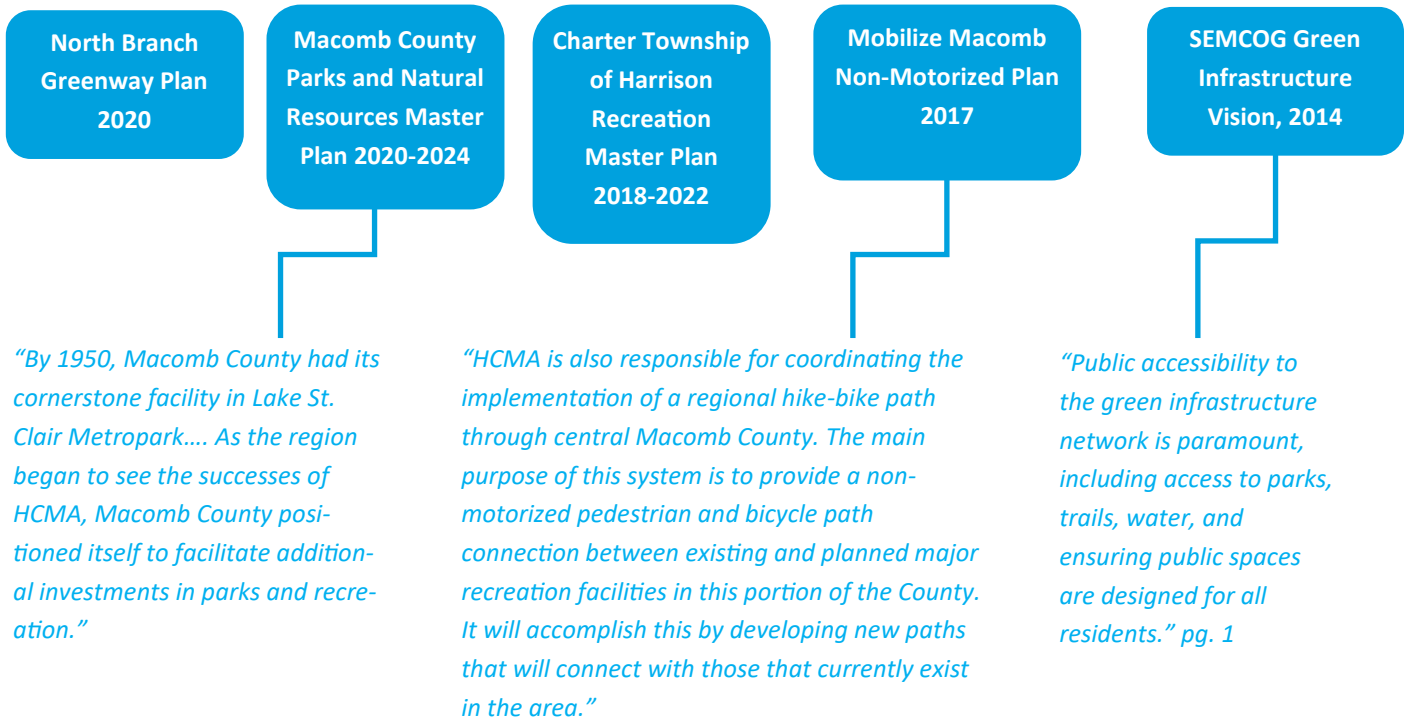 North Branch
Greenway Plan
2020
Macomb County
Parks and Natural
Resources Master
Plan 2020-2024
Charter Township
of Harrison
Recreation
Master Plan
2018-2022
Mobilize Macomb
Non-Motorized Plan
2017
SEMCOG Green
Infrastructure
Vision, 2014
“By 1950, Macomb County had its
cornerstone facility in Lake St.
Clair Metropark…. As the region
began to see the successes of
HCMA, Macomb County posi-
tioned itself to facilitate addition-
al investments in parks and recre-
ation.”
“HCMA is also responsible for coordinating the
implementation of a regional hike-bike path
through central Macomb County. The main
purpose of this system is to provide a non-
motorized pedestrian and bicycle path
connection between existing and planned major
recreation facilities in this portion of the County.
It will accomplish this by developing new paths
that will connect with those that currently exist
in the area.”
“Public accessibility to
the green infrastructure
network is paramount,
including access to parks,
trails, water, and
ensuring public spaces
are designed for all
residents.” pg. 1